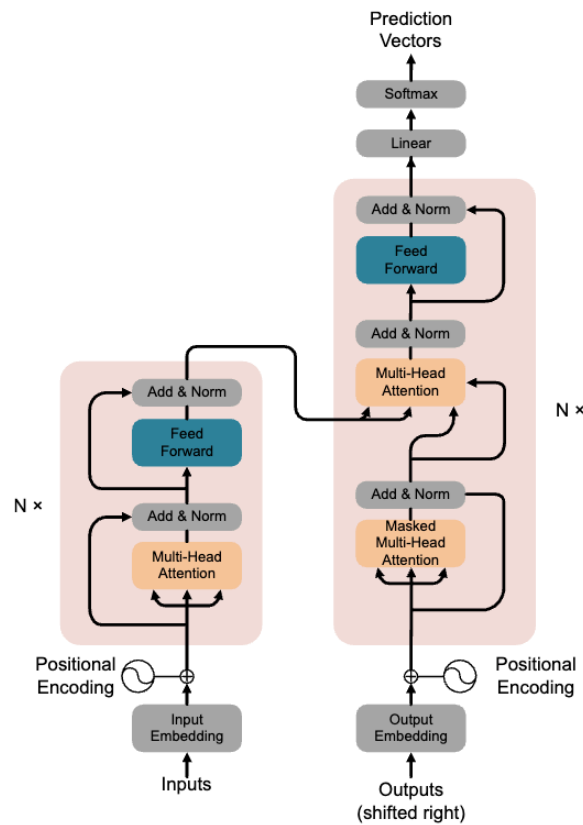 Prediction
Vectors
Softmax
Linear
Add & Norm
Feed
Forward
Add & Norm
Multi-Head
Attention
N ×
Add & Norm
Masked
Multi-Head
Attention
Add & Norm
Feed
Forward
N ×
Add & Norm
Multi-Head
Attention
Positional
Encoding
Positional
Encoding
Input
Embedding
Output
Embedding
Inputs
Outputs
(shifted right)